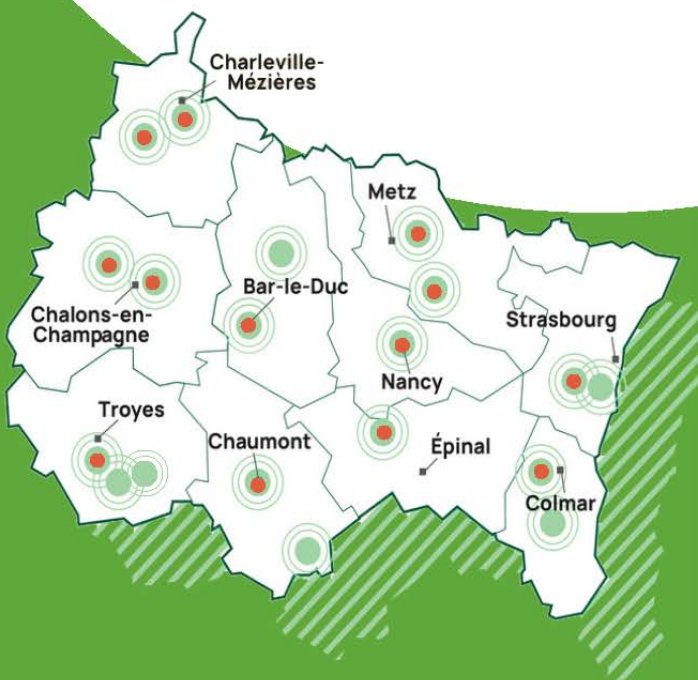 Charleville-
Mézières
Metz
Bar-le-Duc
Chalons-en-
Champagne
Strasbourg
Nancy
Troyes
Chaumont
Épinal
Colmar